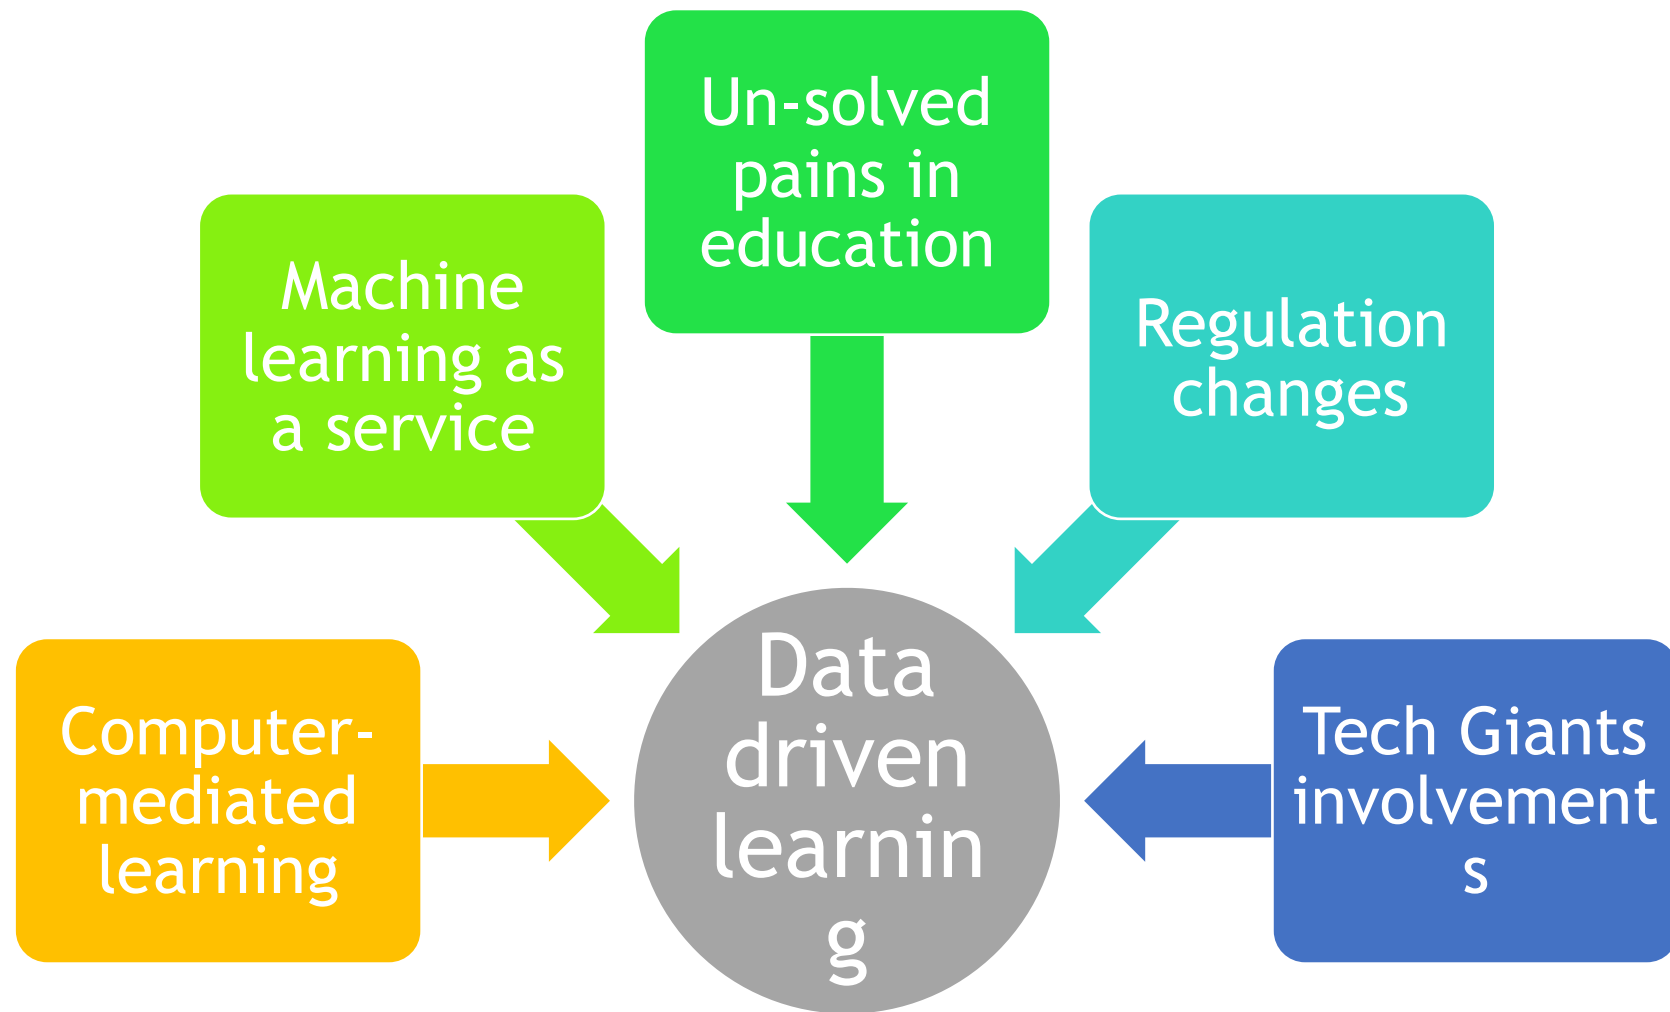 Un-solved
pains in
education
Machine
learning as
a service
Regulation
changes
Computer-
mediated
learning
Data
driven
learnin
g
Tech Giants
involvement
s